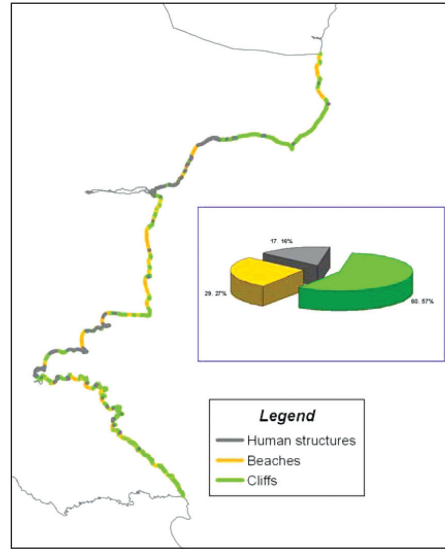 17. 16%
29. 27%
60. 57%
Legend
Human structures
Beaches
Cliffs